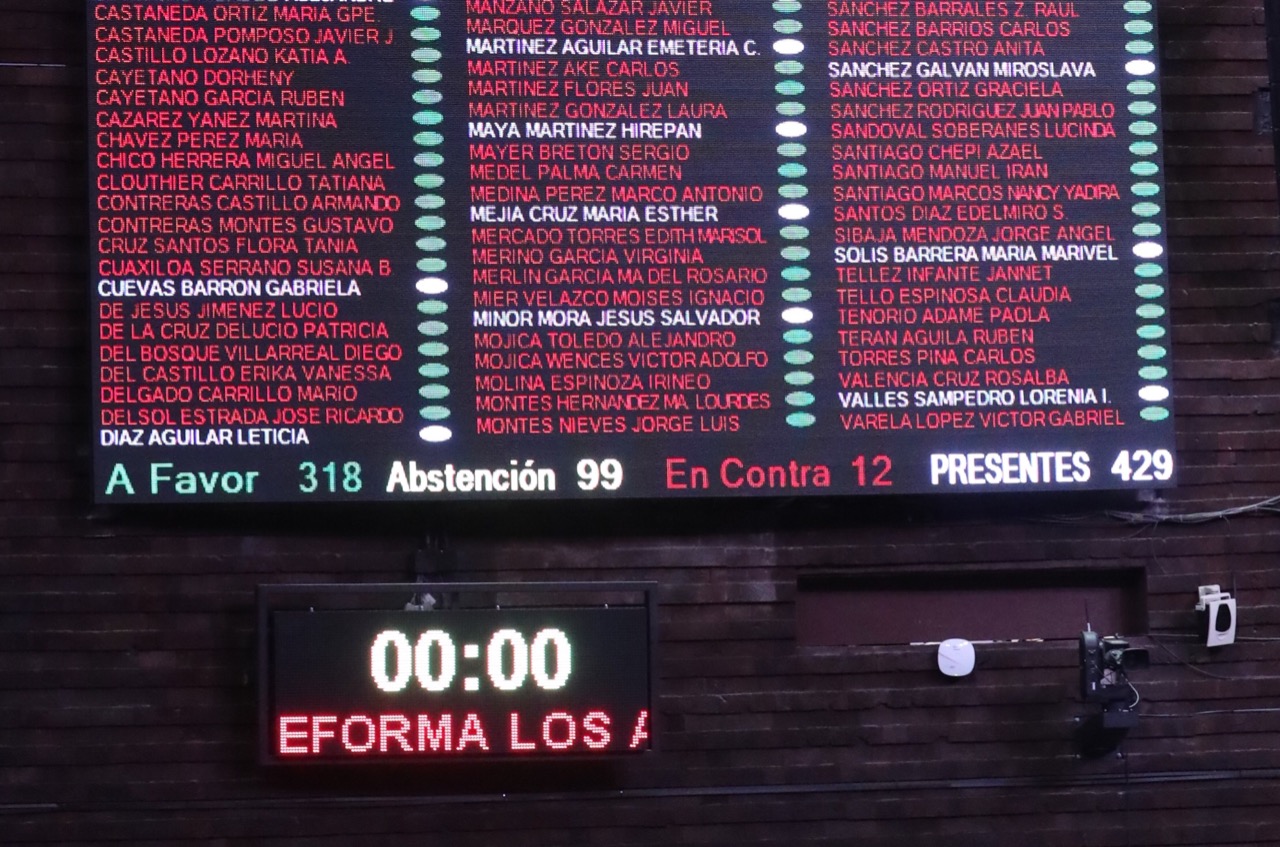 CASTAÑEDA ORTIZ MARIA GPE.
CASTAÑEDA POMPOSO JAVIER J
CASTILLO LOZANO KATIA A.
CAYETANO DORHENY
CAYETANO GARCIA RUBEN
CAZAREZ YANEZ MARTINA
CHAVEZ PEREZ MARIA
CHICO HERRERA MIGUEL ANGEL
CLOUTHIER CARRILLO TATIANA
CONTRERAS CASTILLO ARMANDO
CONTRERAS MONTES GUSTAVO
CRUZ SANTOS FLORA TANIA
CUAXILOA SERRANO SUSANA B
CUEVAS BARRON GABRIELA
DE JESUS JIMENEZ LUCIO
DE LA CRUZ DELUCIO PATRICIA
DEL BOSQUE VILLARREAL DIEGO
DEL CASTILLO ERIKA VANESSA
DELGADO CARRILLO MARIO
DELSOL ESTRADA JOSE RICARDO
DIAZ AGUILAR LETICIA
MANZANO SALAZAR JAVIER
MARQUEZ GONZALEZ MIGUEL
MARTINEZ AGUILAR EMETERIA C.
MARTINEZ AKE CARLOS
MARTINEZ FLORES JUAN
MARTINEZ GONZALEZ LAURA
MAYA MARTINEZ HIREPAN
MAYER BRETON SERGIO
MEDEL PALMA CARMEN
MEDINA PEREZ MARCO ANTONIO
MEJIA CRUZ MARIA ESTHER
MERCADO TORRES EDITH MARISOL
MERINO GARCIA VIRGINIA
MERLIN GARCIA MA DEL ROSARIO
MIER VELAZCO MOISES IGNACIO
MINOR MORA JESUS SALVADOR
MOJICA TOLEDO ALEJANDRO
MOJICA WENCES VICTOR ADOLFO
MOLINA ESPINOZA IRINEO
MONTES HERNANDEZ MA. LOURDES
MONTES NIEVES JORGE LUIS
SANCHEZ BARRALES Z. RAUL
SANCHEZ BARRIOS CARLOS
SANCHEZ CASTRO ANITA
SANCHEZ GALVAN MIROSLAVA
SANCHEZ ORTIZ GRACIELA
SANCHEZ RODRIGUEZ JUAN PABLO
SANDOVAL SOBERANES LUCINDA
SANTIAGO CHEPI AZAEL
SANTIAGO MANUEL IRAN
SANTIAGO MARCOS NANCY YADIRA
SANTOS DIAZ EDELMIRO S.
SIBAJA MENDOZA JORGE ANGEL
SOLIS BARRERA MARIA MARIVEL
TELLEZ INFANTE JANNET
TELLO ESPINOSA CLAUDIA
TENORIO ADAME PAOLA
TERAN AGUILA RUBEN
TORRES PIÑA CARLOS
VALENCIA CRUZ ROSALBA
VALLES SAMPEDRO LORENIA I.
VARELA LOPEZ VICTOR GABRIEL
A Favor 318 Abstención 99 En Contra 12 PRESENTES 429
00:00
EFORMA LOS A